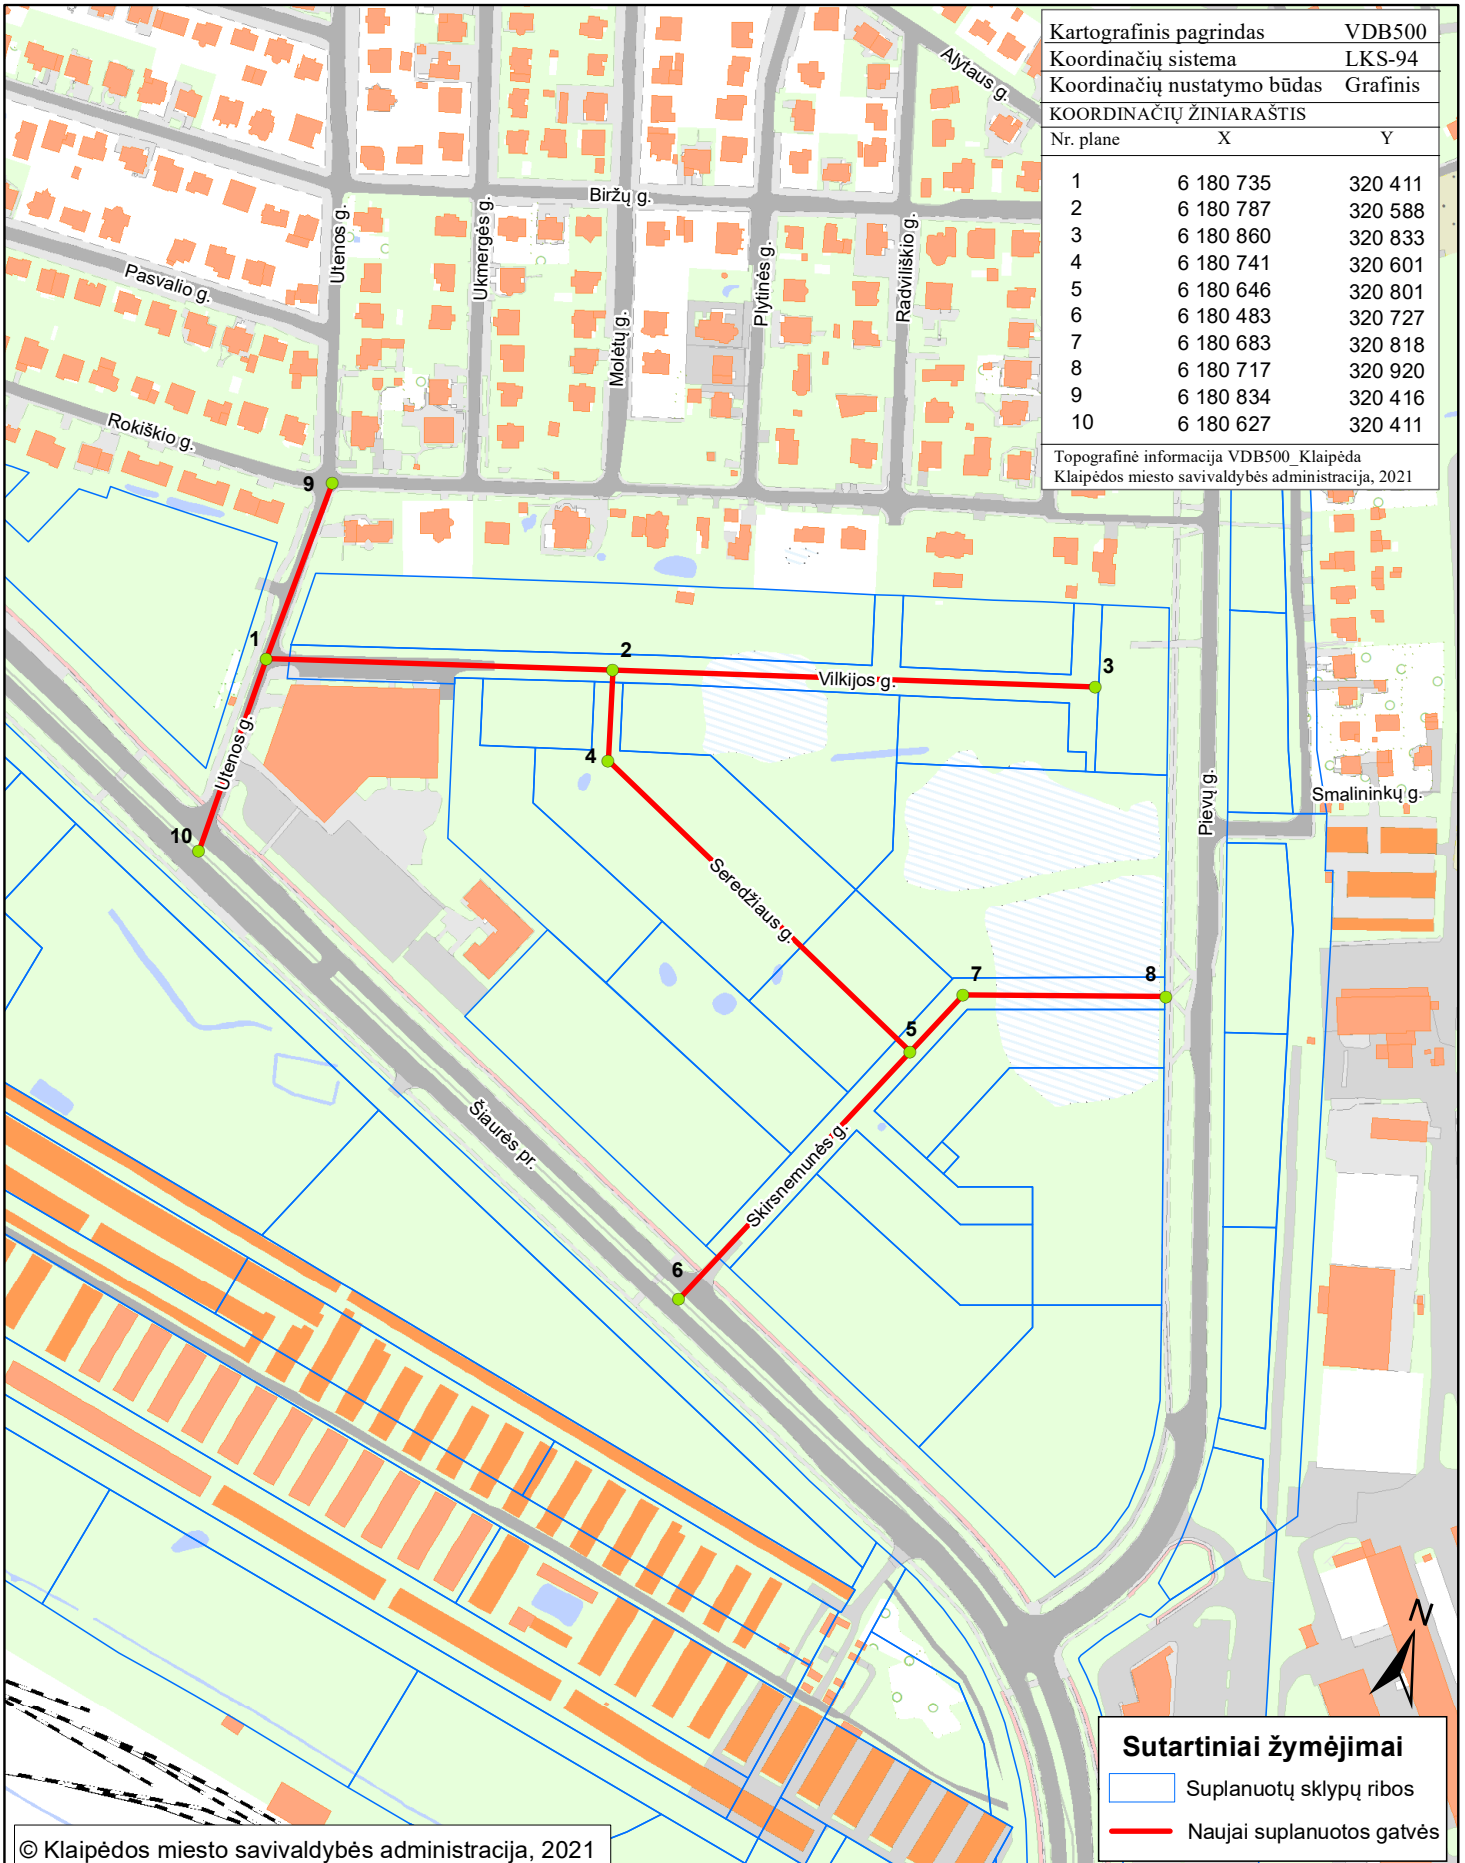 Kartografinis pagrindas VDB500
Koordinačių sistema LKS-94
Koordinačių nustatymo būdas Grafinis
KOORDINAČIŲ ŽINIARAŠTIS
Nr. plane X Y
1 6 180 735 320 411
2 6 180 787 320 588
3 6 180 860 320 833
4 6 180 741 320 601
5 6 180 646 320 801
6 6 180 483 320 727
7 6 180 683 320 818
8 6 180 717 320 920
9 6 180 834 320 416
10 6 180 627 320 411
Topografinė informacija VDB500_Klaipėda
Klaipėdos miesto savivaldybės administracija, 2021
Alytaus g.
Biržų g.
Utenos g.
Ukmergės g.
Molėtų g.
Plytinės g.
Radviliškio g.
Pasvalio g.
Rokiškio g.
9
1
2
3
Vilkijos g.
4
Utenos g.
10
Pievų g.
Smalininkų g.
Seredžiaus g.
7
8
5
Šiaurės pr.
Skirsnemunės g.
6
N
Sutartiniai žymėjimai
Suplanuotų sklypų ribos
Naujai suplanuotos gatvės
© Klaipėdos miesto savivaldybės administracija, 2021